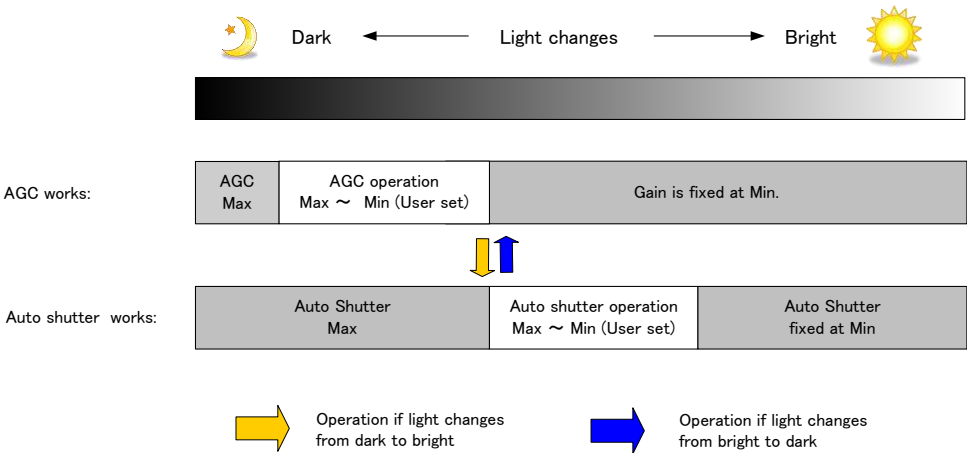 Dark Light changes Bright
AGC works:
AGC
Max
AGC operation
Max ～ Min (User set)
Gain is fixed at Min.
Auto shutter works:
Auto Shutter
Max
Auto shutter operation
Max ～ Min (User set)
Auto Shutter
fixed at Min
Operation if light changes
from dark to bright
Operation if light changes
from bright to dark